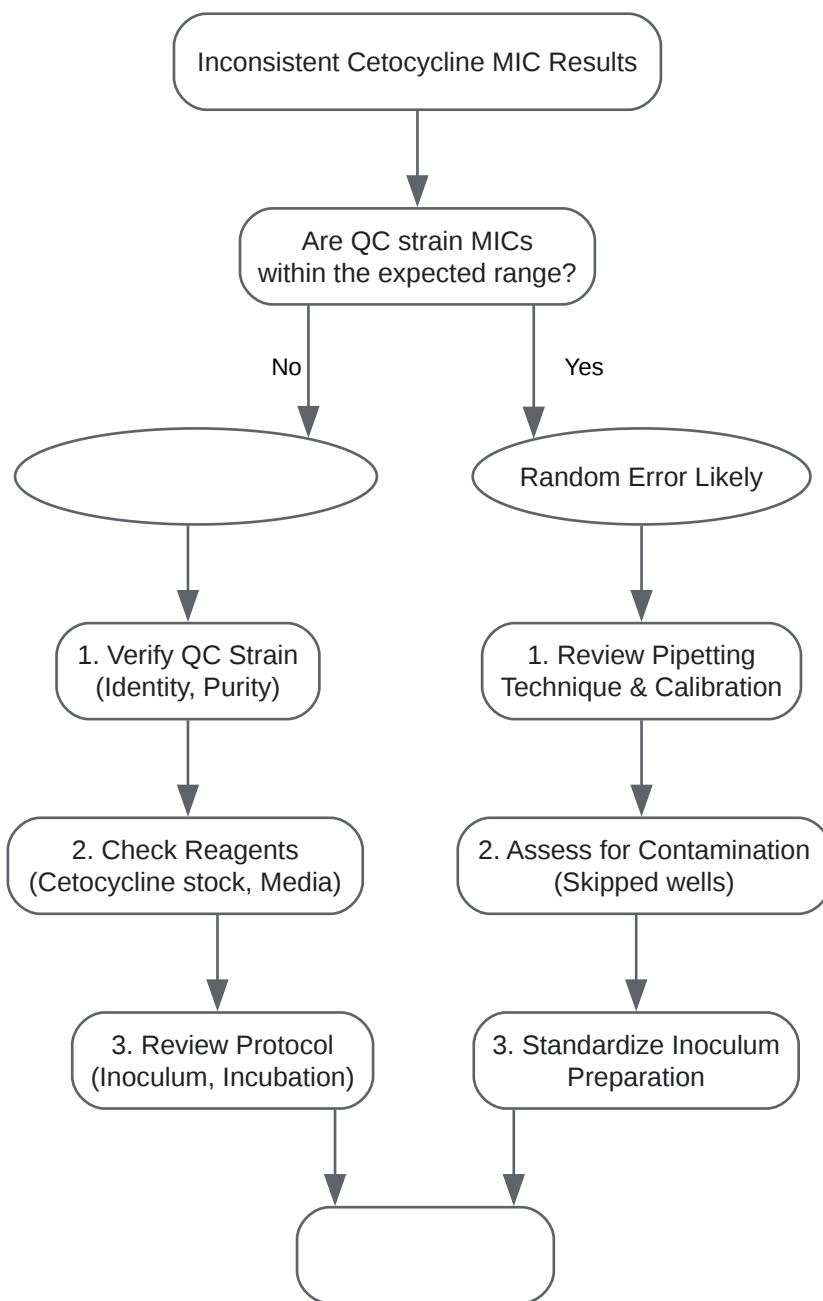 Inconsistent Cetocycline MIC Results
Are QC strain MICs
within the expected range?
No
Yes
Random Error Likely
1. Verify QC Strain
(Identity, Purity)
1. Review Pipetting
Technique & Calibration
2. Check Reagents
(Cetocycline stock, Media)
2. Assess for Contamination
(Skipped wells)
3. Review Protocol
(Inoculum, Incubation)
3. Standardize Inoculum
Preparation